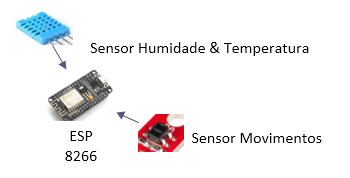 Sensor Humidade & Temperatura
ESP
8266
Sensor Movimentos